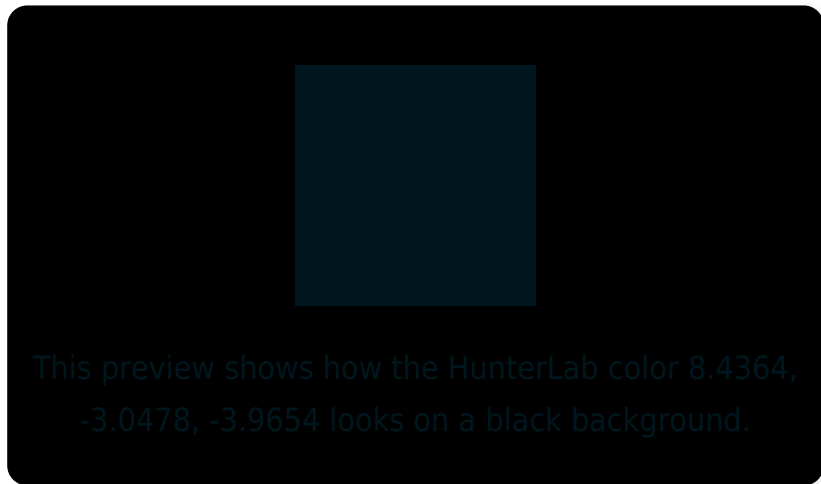 This preview shows how the HunterLab color 8.4364,
-3.0478, -3.9654 looks on a black background.